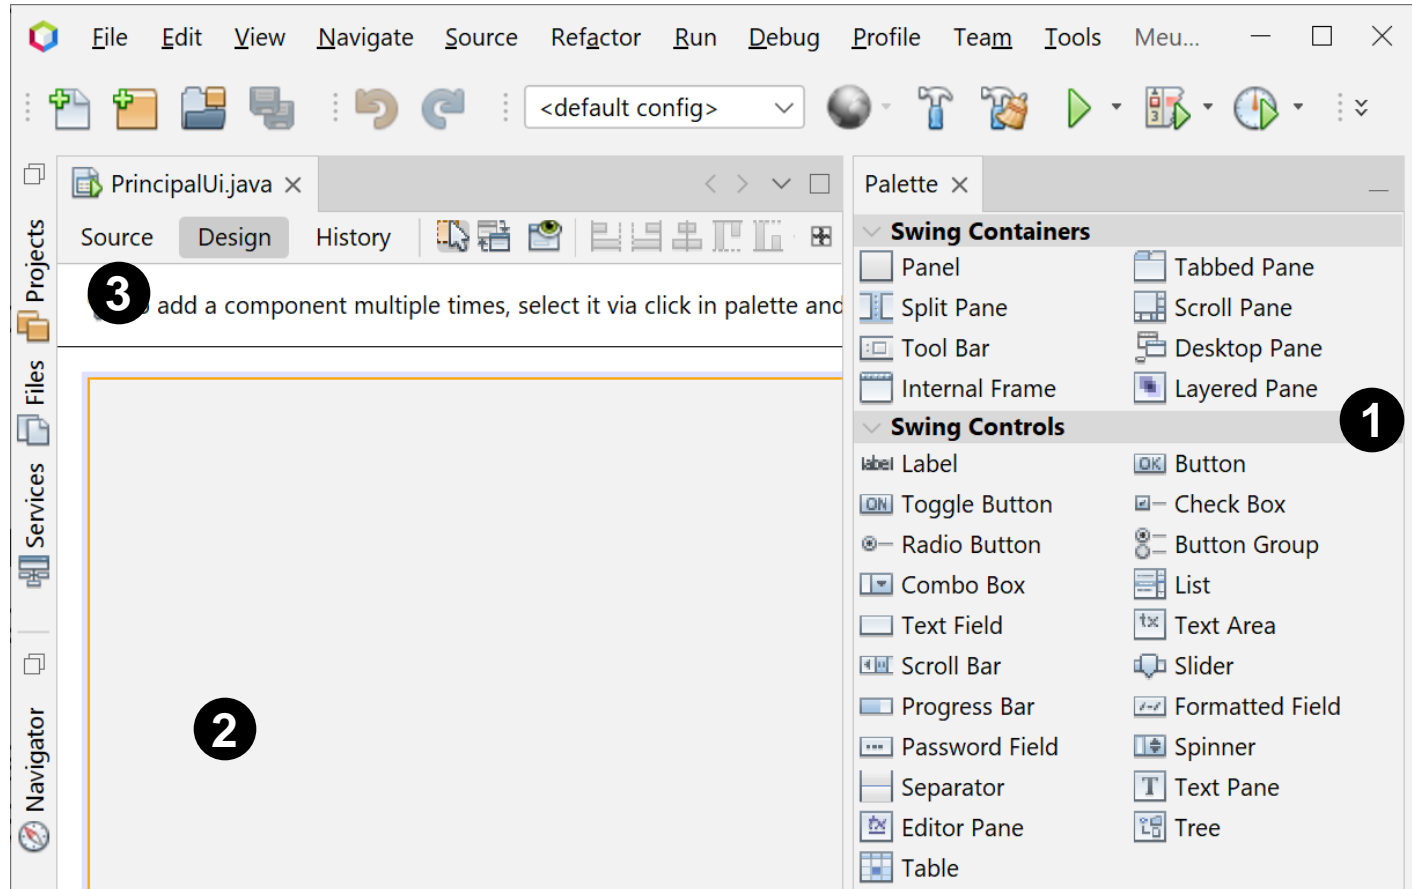 File Edit View Navigate Source Refactor Run Debug Profile Team Tools Meu...
<default config>
PrincipalUi.java
Palette
Source Design History
3
add a component multiple times, select it via click in palette and
Projects
Files
Services
Navigator
2
Swing Containers
Panel Tabbed Pane
Split Pane Scroll Pane
Tool Bar Desktop Pane
Internal Frame Layered Pane
1
Swing Controls
label Label OK Button
ON Toggle Button Check Box
Radio Button Button Group
Combo Box List
Text Field tx Text Area
Scroll Bar Slider
Progress Bar Formatted Field
Password Field Spinner
Separator T Text Pane
Editor Pane Tree
Table